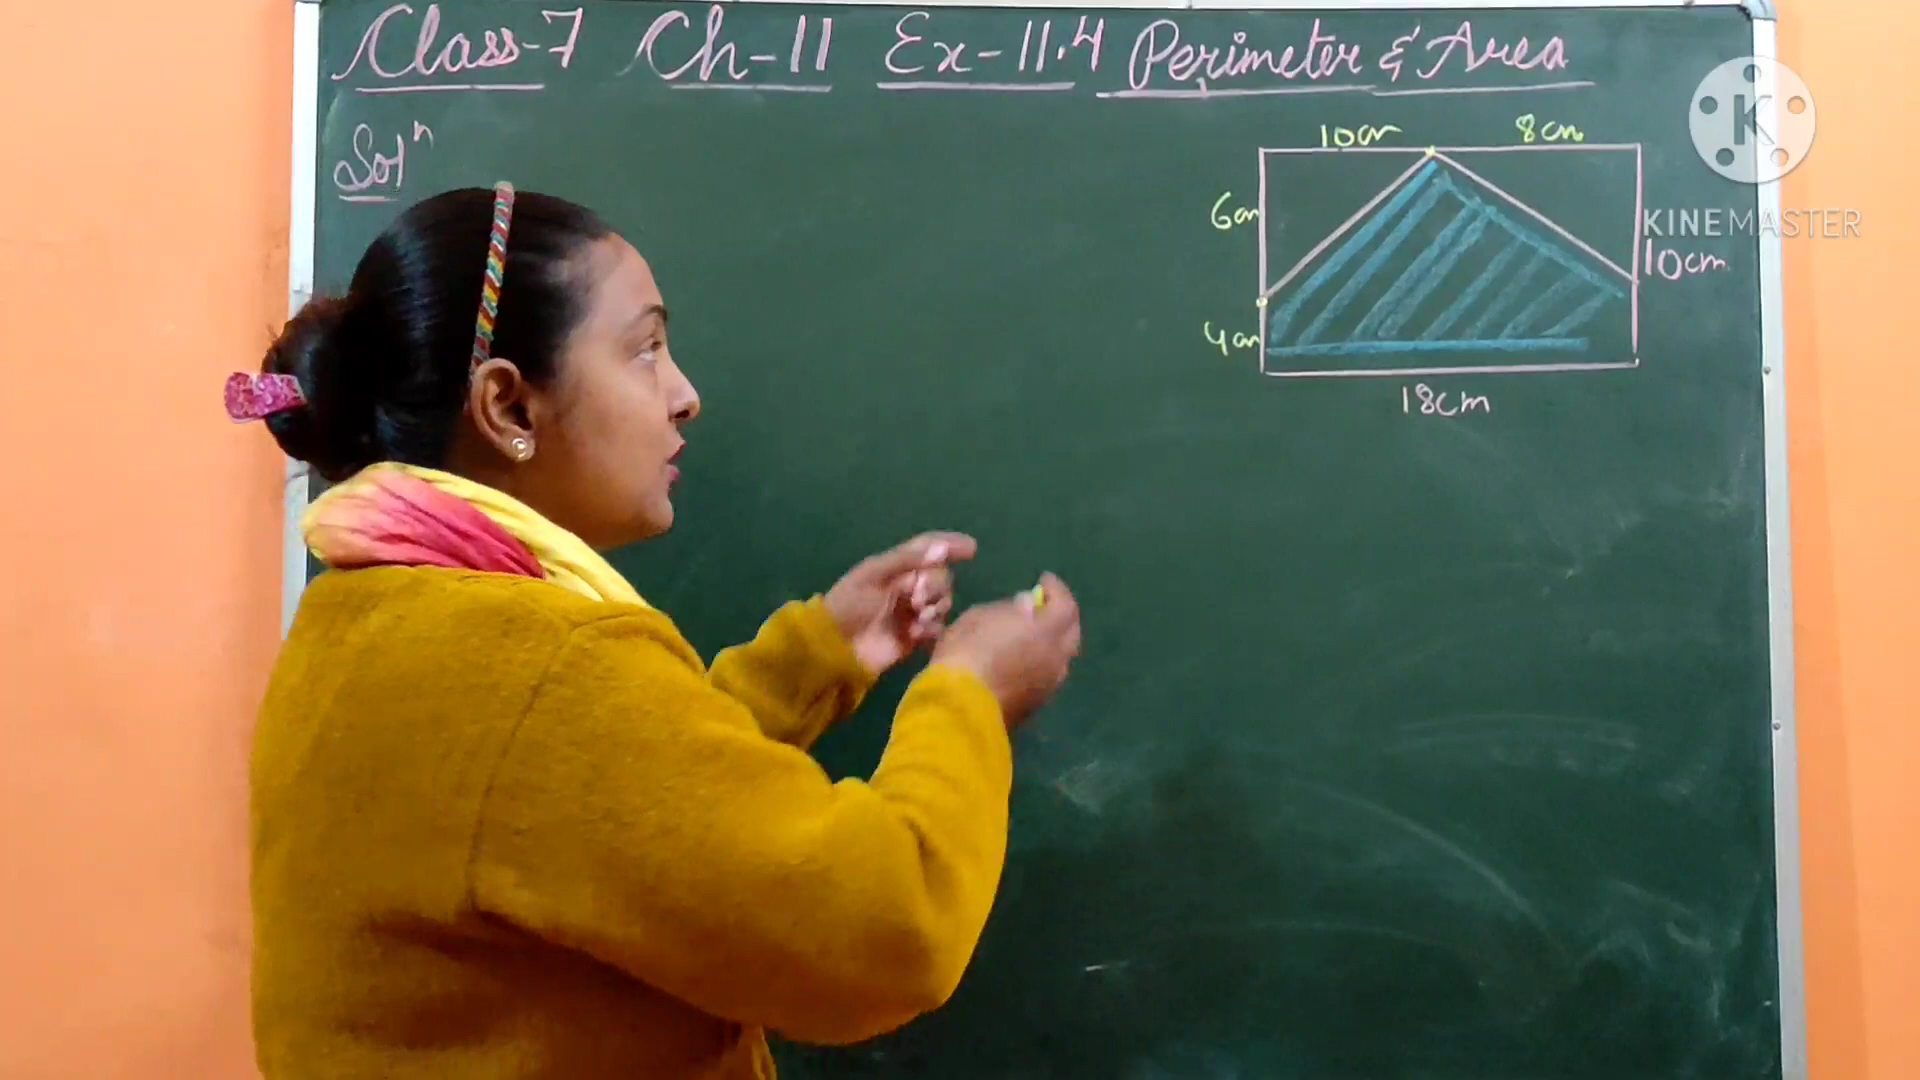 Class-7 Ch-11 Ex-11.4 Perimeter & Area
Solⁿ
10cm 8cm
6cm
10cm
4cm
18cm
K
KINEMASTER